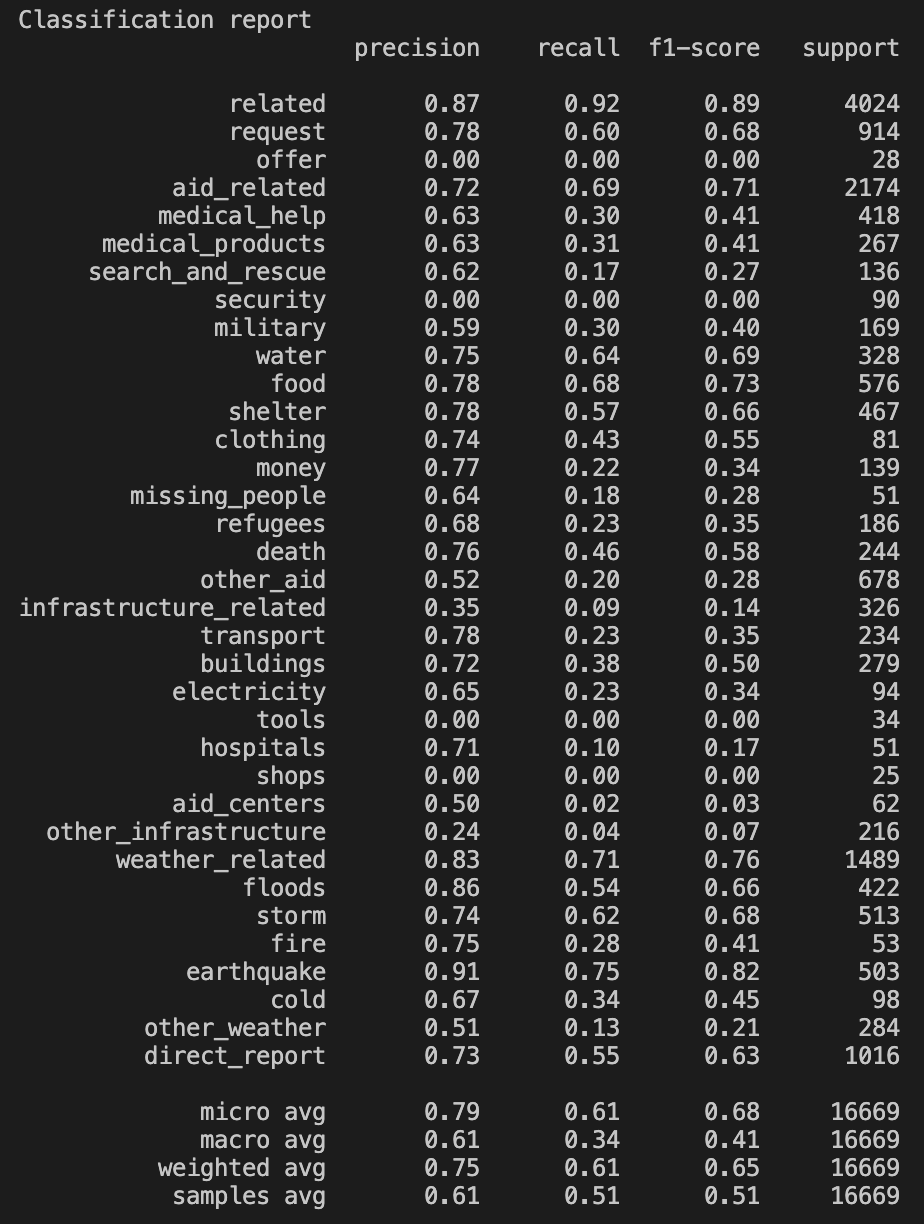 Classification report
precision recall f1-score support
related 0.87 0.92 0.89 4024
request 0.78 0.60 0.68 914
offer 0.00 0.00 0.00 28
aid_related 0.72 0.69 0.71 2174
medical_help 0.63 0.30 0.41 418
medical_products 0.63 0.31 0.41 267
search_and_rescue 0.62 0.17 0.27 136
security 0.00 0.00 0.00 90
military 0.59 0.30 0.40 169
water 0.75 0.64 0.69 328
food 0.78 0.68 0.73 576
shelter 0.78 0.57 0.66 467
clothing 0.74 0.43 0.55 81
money 0.77 0.22 0.34 139
missing_people 0.64 0.18 0.28 51
refugees 0.68 0.23 0.35 186
death 0.76 0.46 0.58 244
other_aid 0.52 0.20 0.28 678
infrastructure_related 0.35 0.09 0.14 326
transport 0.78 0.23 0.35 234
buildings 0.72 0.38 0.50 279
electricity 0.65 0.23 0.34 94
tools 0.00 0.00 0.00 34
hospitals 0.71 0.10 0.17 51
shops 0.00 0.00 0.00 25
aid_centers 0.50 0.02 0.03 62
other_infrastructure 0.24 0.04 0.07 216
weather_related 0.83 0.71 0.76 1489
floods 0.86 0.54 0.66 422
storm 0.74 0.62 0.68 513
fire 0.75 0.28 0.41 53
earthquake 0.91 0.75 0.82 503
cold 0.67 0.34 0.45 98
other_weather 0.51 0.13 0.21 284
direct_report 0.73 0.55 0.63 1016
micro avg 0.79 0.61 0.68 16669
macro avg 0.61 0.34 0.41 16669
weighted avg 0.75 0.61 0.65 16669
samples avg 0.61 0.51 0.51 16669